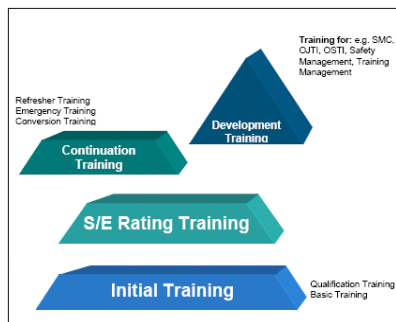 Training for: e.g. SMC,
OJTI, OSTI, Safety
Management, Training
Management
Development
Training
Refresher Training
Emergency Training
Conversion Training
Continuation
Training
S/E Rating Training
Initial Training
Qualification Training
Basic Training